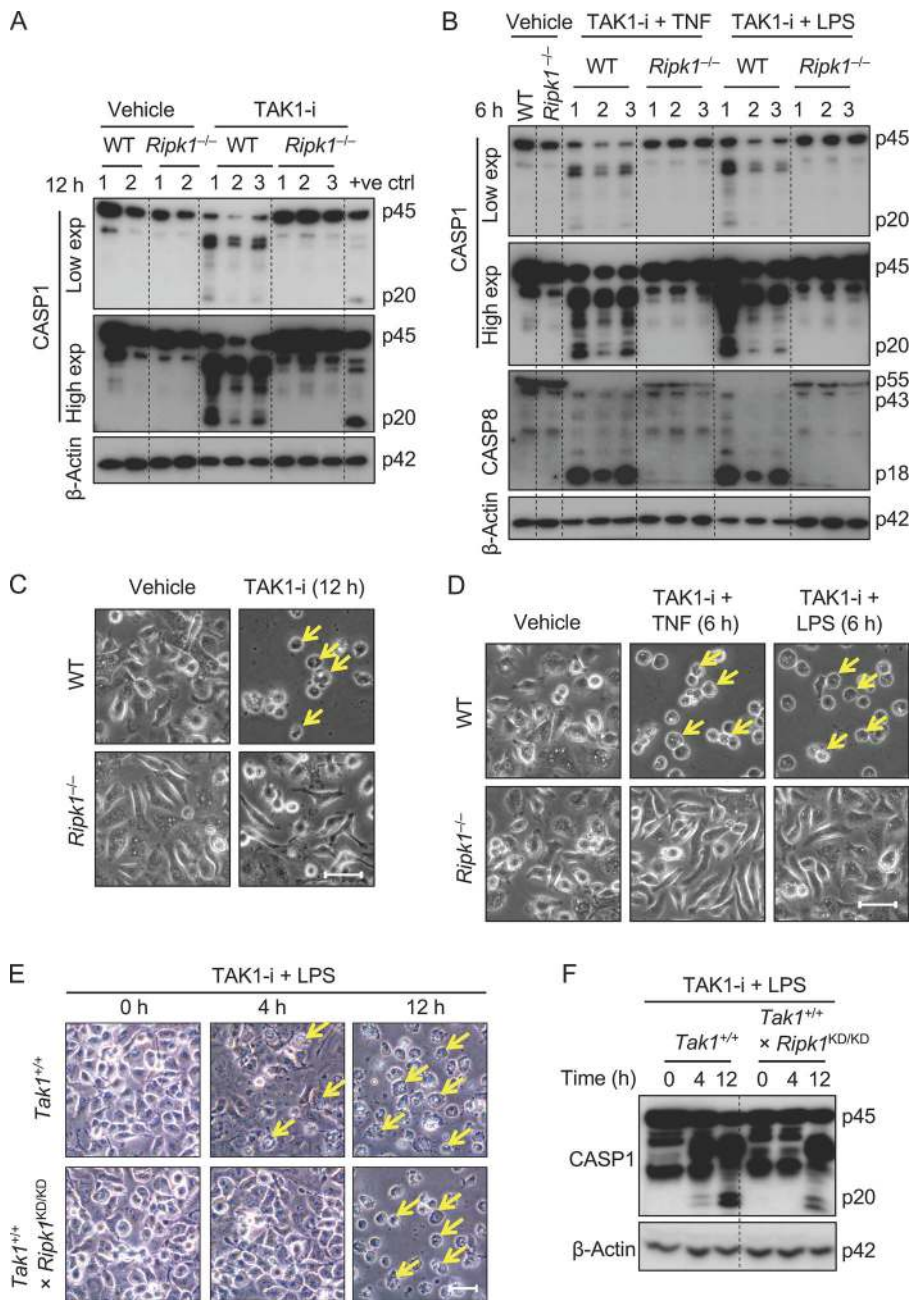 A
Vehicle TAK1-i
WT Ripk1–/– WT Ripk1–/–
12 h 1 2 1 2 1 2 3 1 2 3 +ve ctrl
CASP1
Low exp
p45
p20
High exp
p45
p20
β-Actin
p42
B
Vehicle TAK1-i + TNF TAK1-i + LPS
WT Ripk1–/– WT Ripk1–/– WT Ripk1–/–
6 h 1 2 3 1 2 3 1 2 3 1 2 3
CASP1
Low exp
p45
p20
High exp
p45
p20
CASP8
p55
p43
p18
β-Actin
p42
C
Vehicle TAK1-i (12 h)
WT
Ripk1–/–
D
Vehicle
TAK1-i +
TNF (6 h)
TAK1-i +
LPS (6 h)
WT
Ripk1–/–
E
TAK1-i + LPS
0 h 4 h 12 h
Tak1+/+
Tak1+/+
× Ripk1KD/KD
F
TAK1-i + LPS
Tak1+/+
Tak1+/+
× Ripk1KD/KD
Time (h) 0 4 12 0 4 12
CASP1
p45
p20
β-Actin
p42